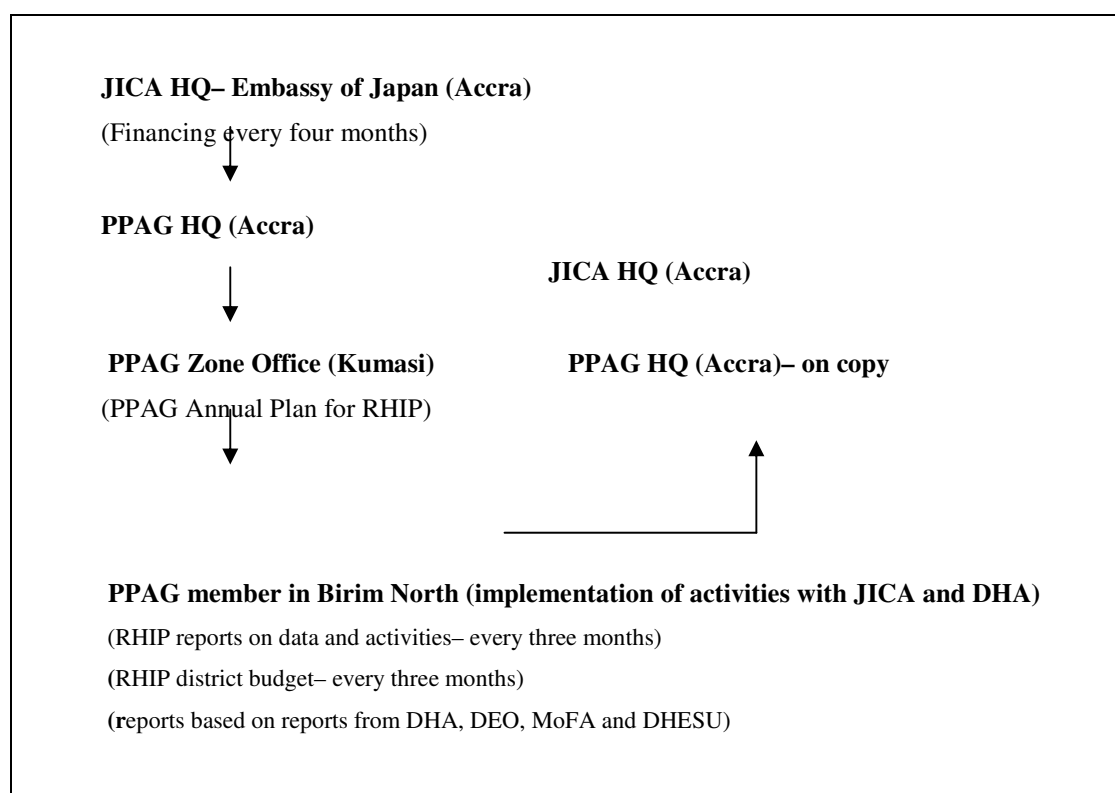 JICA HQ– Embassy of Japan (Accra)
(Financing every four months)
PPAG HQ (Accra)
JICA HQ (Accra)
PPAG Zone Office (Kumasi)
PPAG HQ (Accra)– on copy
(PPAG Annual Plan for RHIP)
PPAG member in Birim North (implementation of activities with JICA and DHA)
(RHIP reports on data and activities– every three months)
(RHIP district budget– every three months)
(reports based on reports from DHA, DEO, MoFA and DHESU)